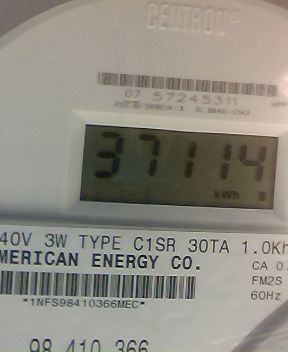 CENTRON®
07 57245311
37114
kWh
40V 3W TYPE C1SR 30TA 1.0Kh
MERICAN ENERGY CO.
CA 0.
FM2S
60Hz
*1NFS98410366MEC*
98 410 366